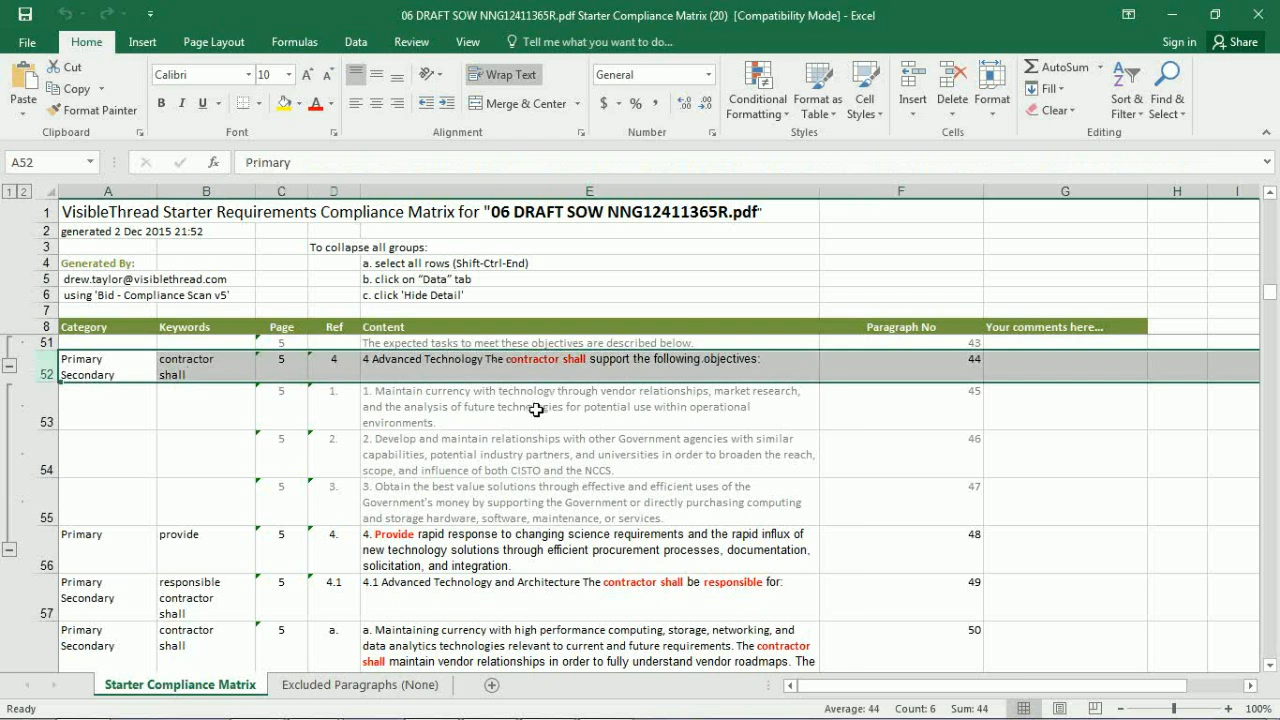 06 DRAFT SOW NNG12411365R.pdf Starter Compliance Matrix (20) [Compatibility Mode] - Excel
File Home Insert Page Layout Formulas Data Review View Tell me what you want to do... Sign in Share
Cut
Copy
Format Painter
Paste
Calibri 10
B I U
Wrap Text
Merge & Center
General
$ % ,
Conditional Formatting
Format as Table
Cell Styles
Insert Delete Format
AutoSum
Fill
Clear
Sort & Filter
Find & Select
Clipboard Font Alignment Number Styles Cells Editing
A52 fx Primary
1 2 A B C D E F G H I
1 VisibleThread Starter Requirements Compliance Matrix for "06 DRAFT SOW NNG12411365R.pdf"
2 generated 2 Dec 2015 21:52
3 To collapse all groups:
4 Generated By: a. select all rows (Shift-Ctrl-End)
5 drew.taylor@visiblethread.com b. click on "Data" tab
6 using 'Bid - Compliance Scan v5' c. click 'Hide Detail'
7
8 Category Keywords Page Ref Content Paragraph No Your comments here...
51 5 The expected tasks to meet these objectives are described below. 43
Primary contractor 5 4 4 Advanced Technology The contractor shall support the following objectives: 44
52 Secondary shall
5 1. 1. Maintain currency with technology through vendor relationships, market research, 45
and the analysis of future technologies for potential use within operational
53 environments.
5 2. 2. Develop and maintain relationships with other Government agencies with similar 46
capabilities, potential industry partners, and universities in order to broaden the reach,
54 scope, and influence of both CISTO and the NCCS.
5 3. 3. Obtain the best value solutions through effective and efficient uses of the 47
Government's money by supporting the Government or directly purchasing computing
55 and storage hardware, software, maintenance, or services.
Primary provide 5 4. 4. Provide rapid response to changing science requirements and the rapid influx of 48
new technology solutions through efficient procurement processes, documentation,
56 solicitation, and integration.
Primary responsible 5 4.1 4.1 Advanced Technology and Architecture The contractor shall be responsible for: 49
Secondary contractor
57 shall
Primary contractor 5 a. a. Maintaining currency with high performance computing, storage, networking, and 50
Secondary shall data analytics technologies relevant to current and future requirements. The contractor
shall maintain vendor relationships in order to fully understand vendor roadmaps. The
Starter Compliance Matrix Excluded Paragraphs (None)
Ready Average: 44 Count: 6 Sum: 44 100%